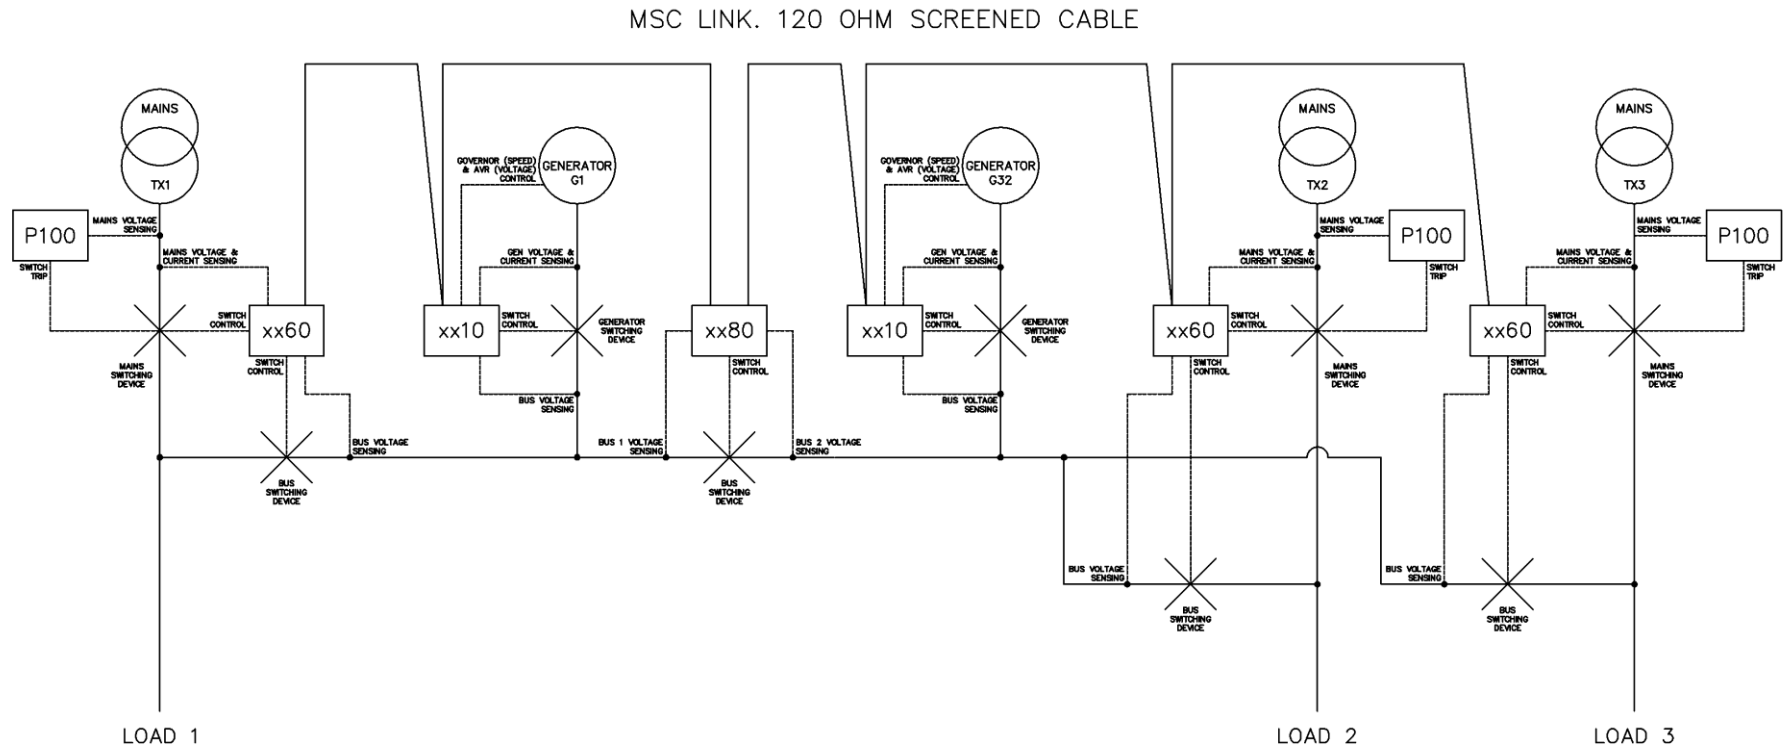 MSC LINK. 120 OHM SCREENED CABLE
MAINS
TX1
P100
MAINS VOLTAGE
SENSING
SWITCH
TRIP
MAINS VOLTAGE &
CURRENT SENSING
SWITCH
CONTROL
xx60
MAINS
SWITCHING
DEVICE
SWITCH
CONTROL
BUS VOLTAGE
SENSING
BUS
SWITCHING
DEVICE
LOAD 1
GOVERNOR (SPEED)
& AVR (VOLTAGE)
CONTROL
GENERATOR
G1
GEN VOLTAGE &
CURRENT SENSING
xx10
SWITCH
CONTROL
GENERATOR
SWITCHING
DEVICE
BUS VOLTAGE
SENSING
xx80
SWITCH
CONTROL
BUS 1 VOLTAGE
SENSING
BUS 2 VOLTAGE
SENSING
BUS
SWITCHING
DEVICE
GOVERNOR (SPEED)
& AVR (VOLTAGE)
CONTROL
GENERATOR
G32
GEN VOLTAGE &
CURRENT SENSING
xx10
SWITCH
CONTROL
GENERATOR
SWITCHING
DEVICE
BUS VOLTAGE
SENSING
MAINS
TX2
MAINS VOLTAGE
SENSING
P100
MAINS VOLTAGE &
CURRENT SENSING
SWITCH
TRIP
xx60
SWITCH
CONTROL
SWITCH
CONTROL
MAINS
SWITCHING
DEVICE
BUS VOLTAGE
SENSING
BUS
SWITCHING
DEVICE
LOAD 2
MAINS
TX3
MAINS VOLTAGE
SENSING
P100
MAINS VOLTAGE &
CURRENT SENSING
SWITCH
TRIP
xx60
SWITCH
CONTROL
SWITCH
CONTROL
MAINS
SWITCHING
DEVICE
BUS VOLTAGE
SENSING
BUS
SWITCHING
DEVICE
LOAD 3